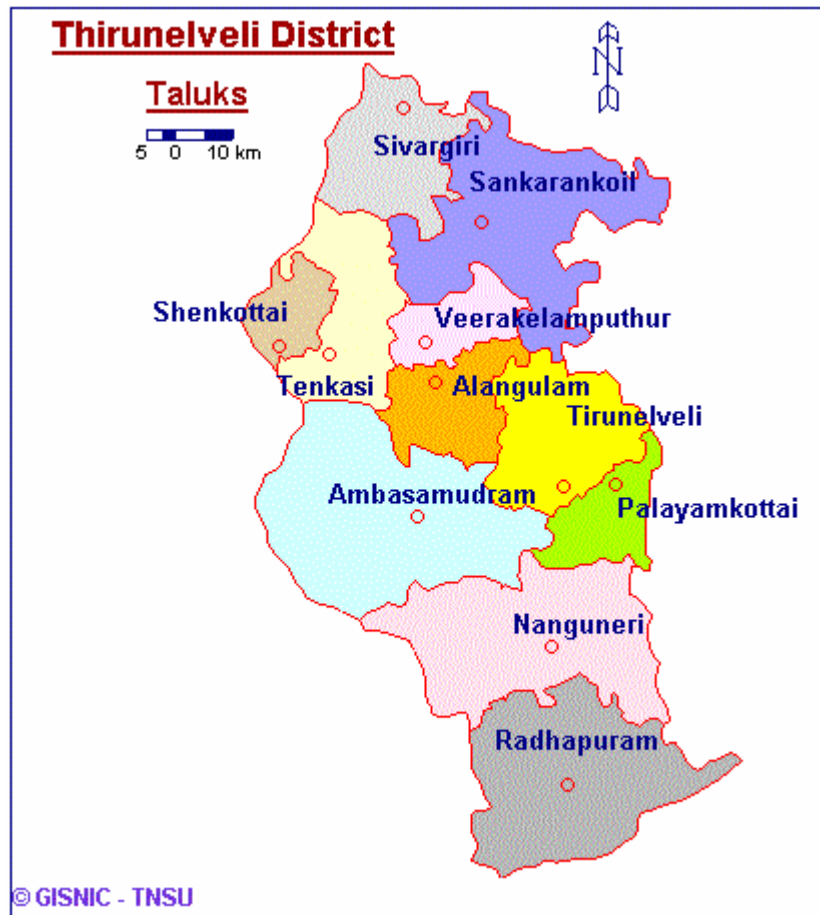 Thirunelveli District
N
Taluks
5 0 10 km
Sivargiri
Sankarankoil
Shenkottai
Veerakelamputhur
Tenkasi
Alangulam
Tirunelveli
Ambasamudram
Palayamkottai
Nanguneri
Radhapuram
© GISNIC - TNSU